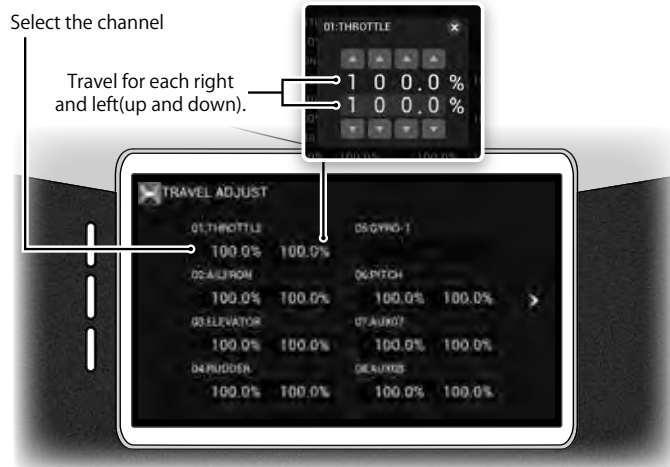 Select the channel
01:THROTTLE
Travel for each right
and left(up and down).
1 0 0.0 %
1 0 0.0 %
TRAVEL ADJUST
01:THROTTLE
100.0% 100.0%
05:GYRO-1
02:AILERON
100.0% 100.0%
06:PITCH
100.0% 100.0%
03:ELEVATOR
100.0% 100.0%
07:AUX07
100.0% 100.0%
04:RUDDER
100.0% 100.0%
08:AUX08
100.0% 100.0%